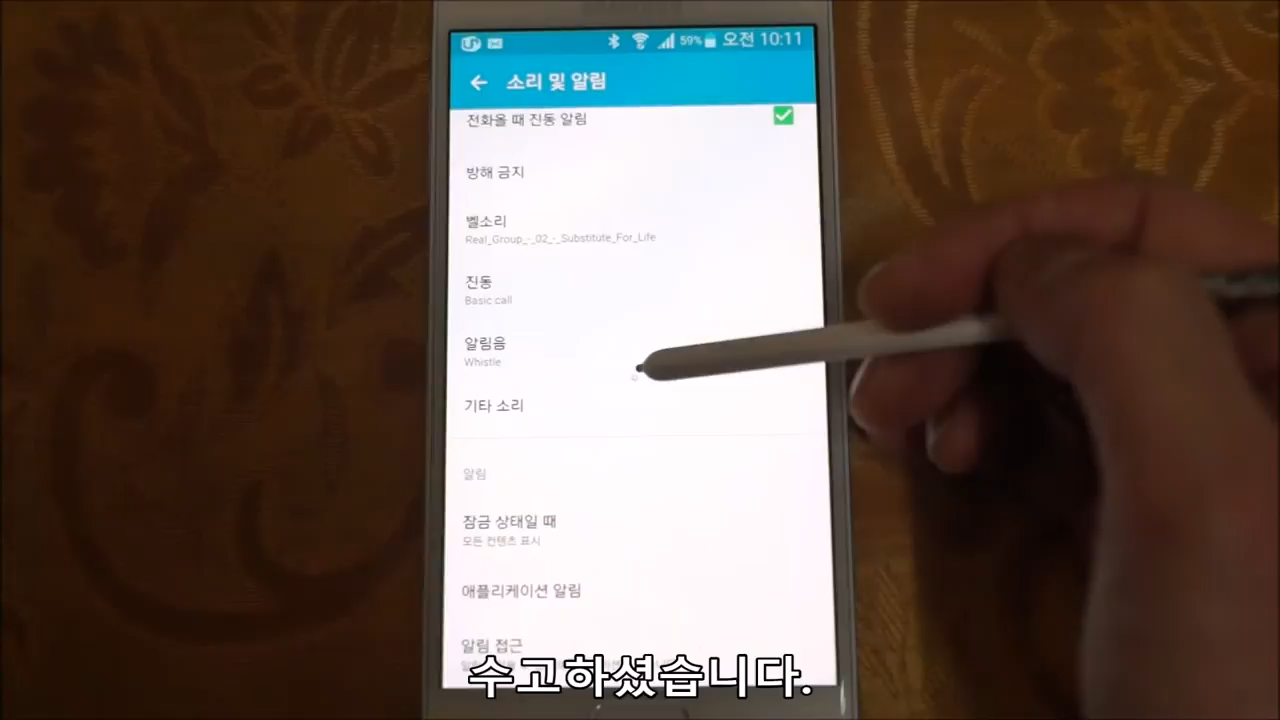 59% 오전 10:11
소리 및 알림
전화올 때 진동 알림
방해 금지
벨소리
Real_Group_-_02_-_Substitute_For_Life
진동
Basic call
알림음
Whistle
기타 소리
알림
잠금 상태일 때
모든 컨텐츠 표시
애플리케이션 알림
알림 접근
수고하셨습니다.